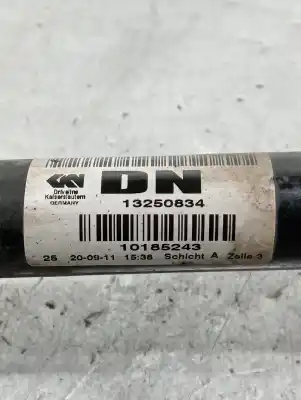 GKN
Driveline
Kaiserslautern
GERMANY
DN
13250834
10185243
25 20-09-11 15:36 Schicht A Zelle 3